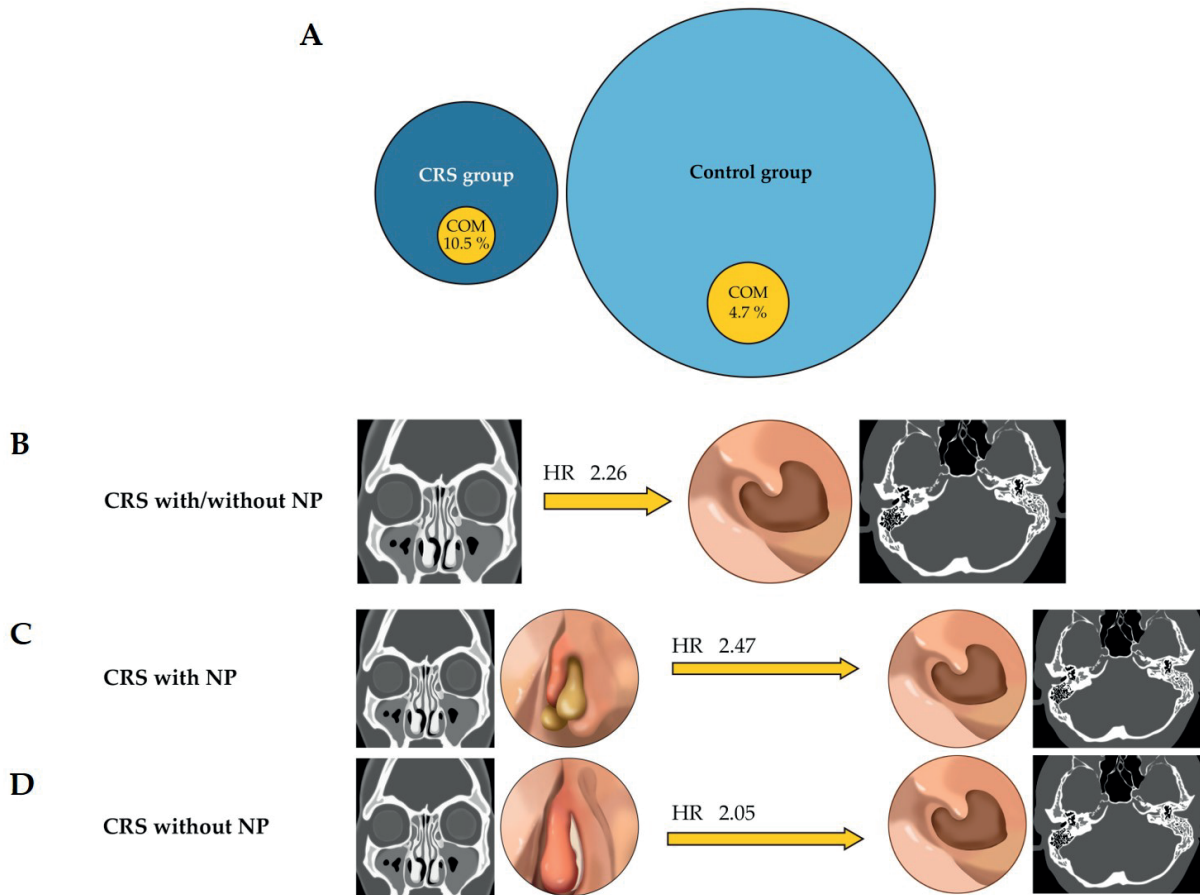 A
CRS group
COM
10.5 %
Control group
COM
4.7 %
B
CRS with/without NP
HR 2.26
C
CRS with NP
HR 2.47
D
CRS without NP
HR 2.05